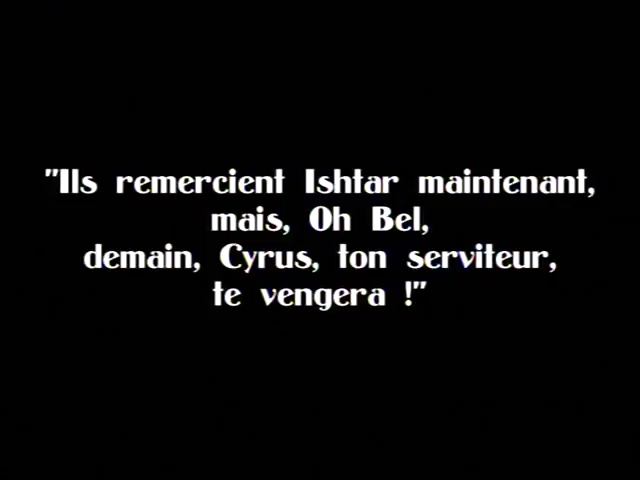 "Ils remercient Ishtar maintenant,
mais, Oh Bel,
demain, Cyrus, ton serviteur,
te vengera !"